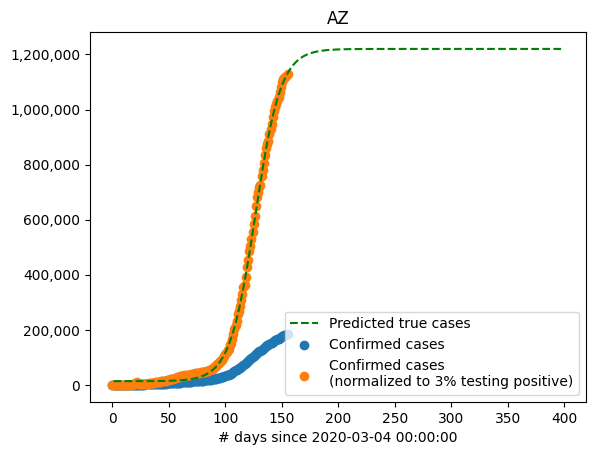 AZ
1,200,000
1,000,000
800,000
600,000
400,000
200,000
0
Predicted true cases
Confirmed cases
Confirmed cases
(normalized to 3% testing positive)
0 50 100 150 200 250 300 350 400
# days since 2020-03-04 00:00:00